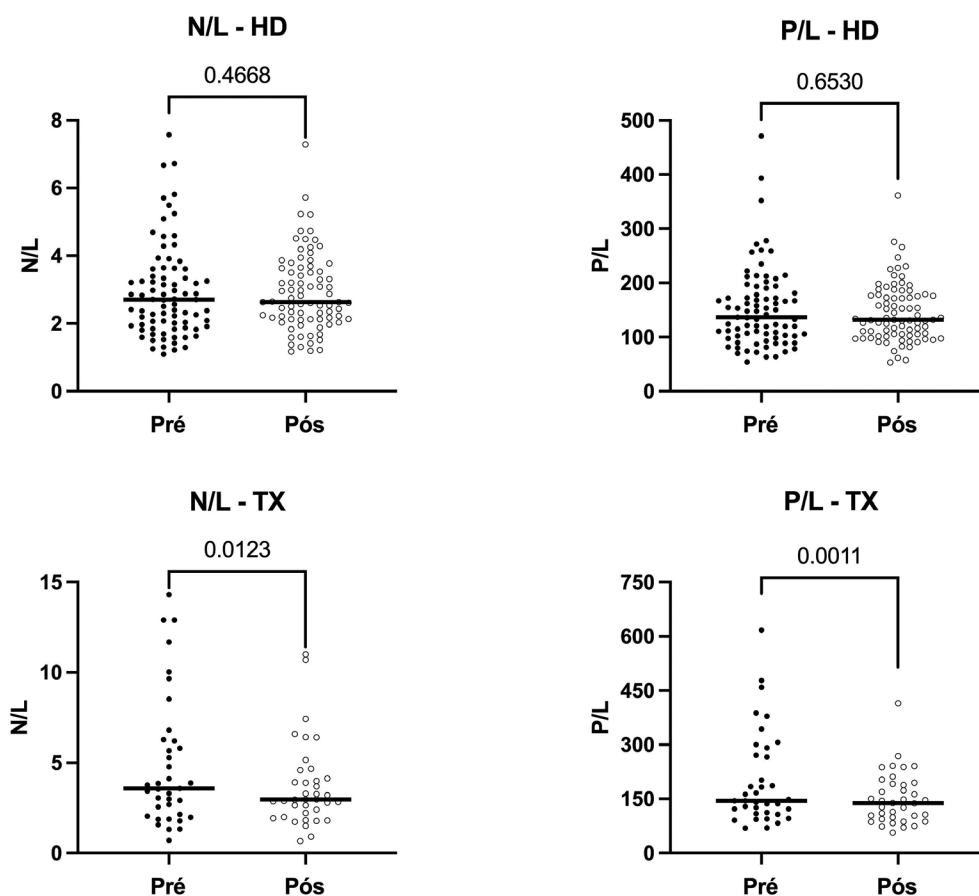 N/L - HD
0.4668
N/L
8
6
4
2
0
Pré
Pós
P/L - HD
0.6530
P/L
500
400
300
200
100
0
Pré
Pós
N/L - TX
0.0123
N/L
15
10
5
0
Pré
Pós
P/L - TX
0.0011
P/L
750
600
450
300
150
0
Pré
Pós